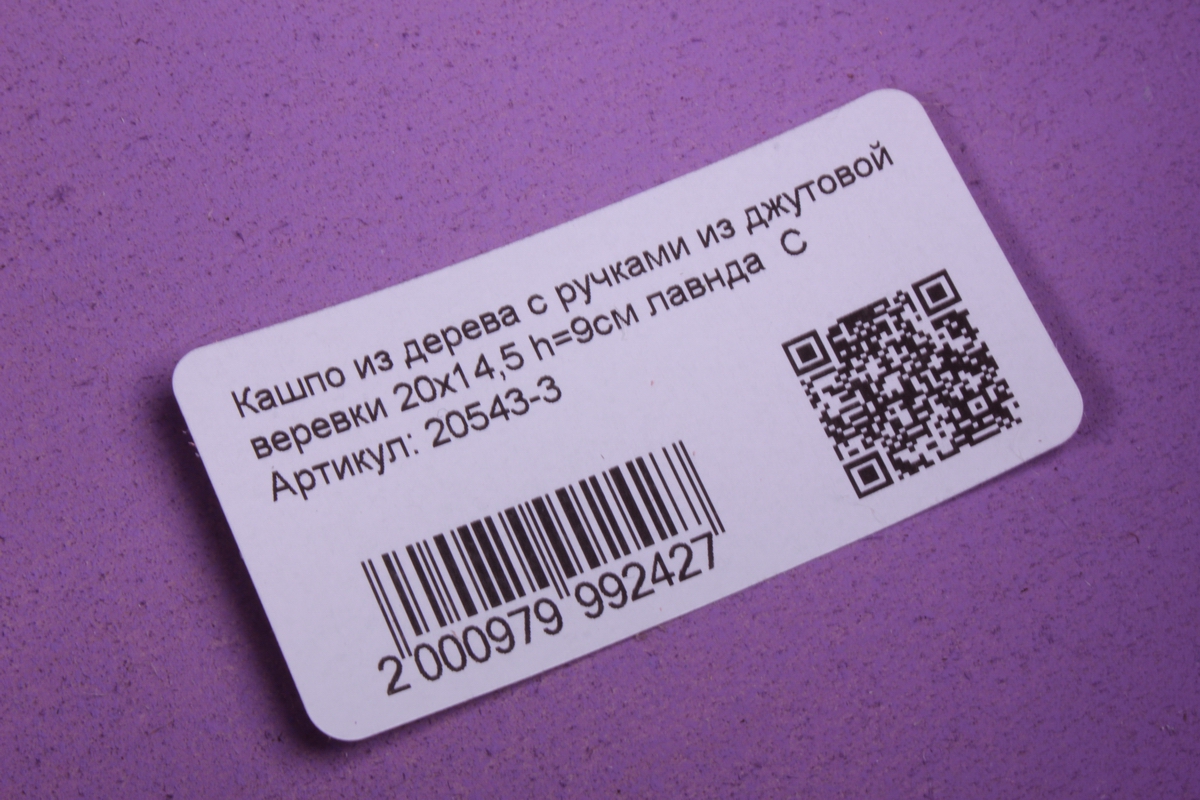 Кашпо из дерева с ручками из джутовой
веревки 20х14,5 h=9см лавнда  С
Артикул: 20543-3
2 000979 992427